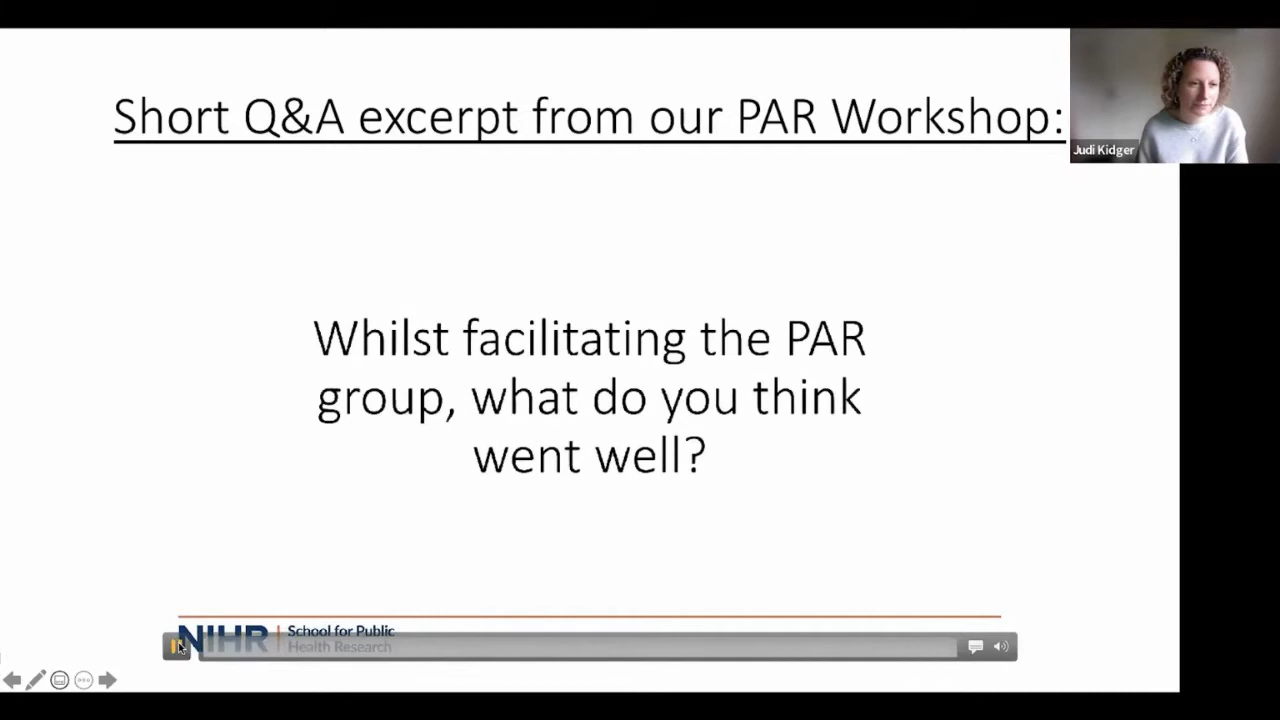 Short Q&A excerpt from our PAR Workshop:
Judi Kidger
Whilst facilitating the PAR
group, what do you think
went well?
NIHR
School for Public
Health Research